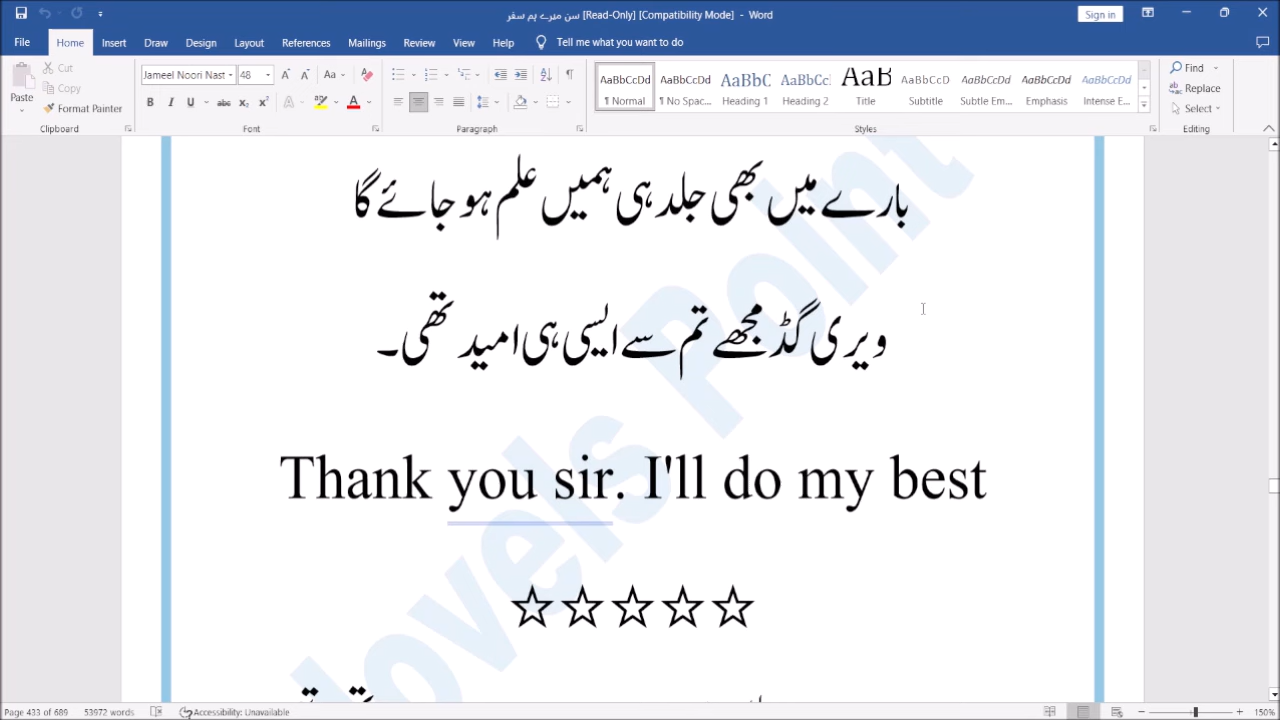 سن میرے ہم سفر [Read-Only] [Compatibility Mode] - Word
Sign in
File Home Insert Draw Design Layout References Mailings Review View Help Tell me what you want to do
Paste Cut Copy Format Painter
Clipboard
Jameel Noori Nast 48
Font
Paragraph
AaBbCcDd AaBbCcDd AaBbC AaBbCc AaB AaBbCcD AaBbCcDd AaBbCcDd AaBbCcDd
¶ Normal ¶ No Spac... Heading 1 Heading 2 Title Subtitle Subtle Em... Emphasis Intense E...
Styles
Find
Replace
Select
Editing
بارے میں بھی جلد ہی ہمیں علم ہو جائے گا
ویری گڈ مجھے تم سے ایسی ہی امید تھی۔
Thank you sir. I'll do my best
☆☆☆☆☆
Novels Point
Page 433 of 689 53972 words Accessibility: Unavailable 150%